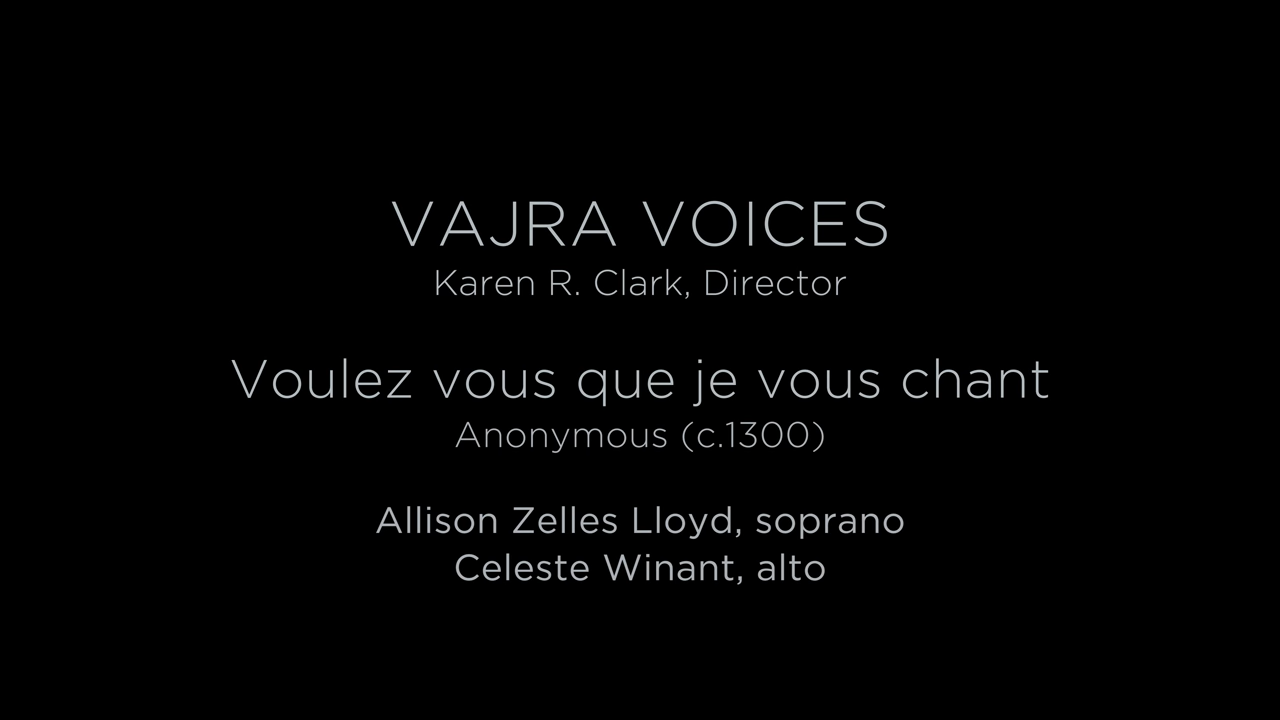 VAJRA VOICES
Karen R. Clark, Director
Voulez vous que je vous chant
Anonymous (c.1300)
Allison Zelles Lloyd, soprano
Celeste Winant, alto